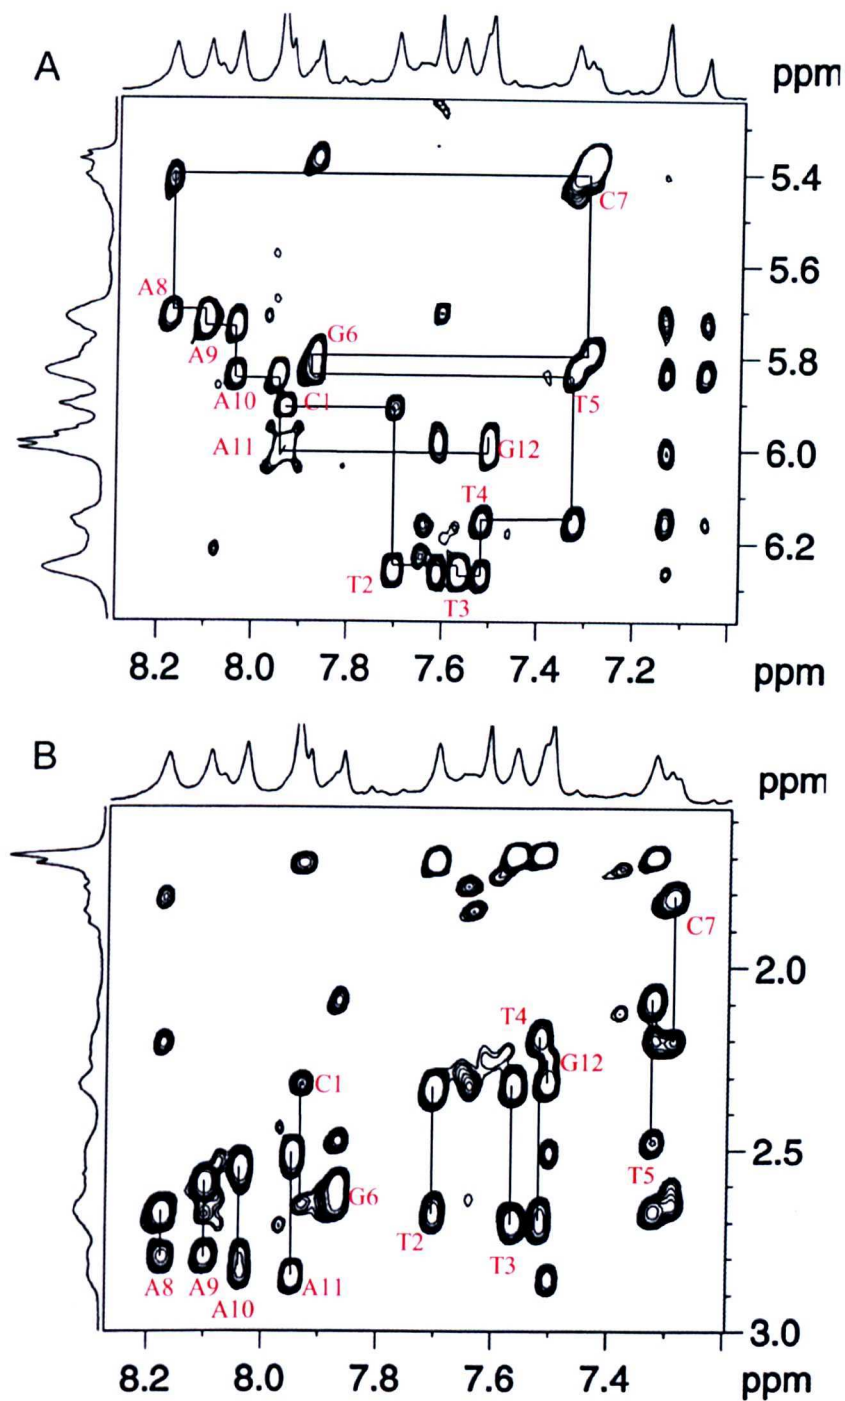 A
ppm
5.4
C7
5.6
A8
G6
A9
5.8
A10 C1
T5
A11
G12
6.0
T4
T2
6.2
T3
8.2 8.0 7.8 7.6 7.4 7.2 ppm
B
ppm
C7
2.0
T4
G12
C1
2.5
T5
G6
T2
T3
A8 A9 A11
A10
3.0
8.2 8.0 7.8 7.6 7.4 ppm